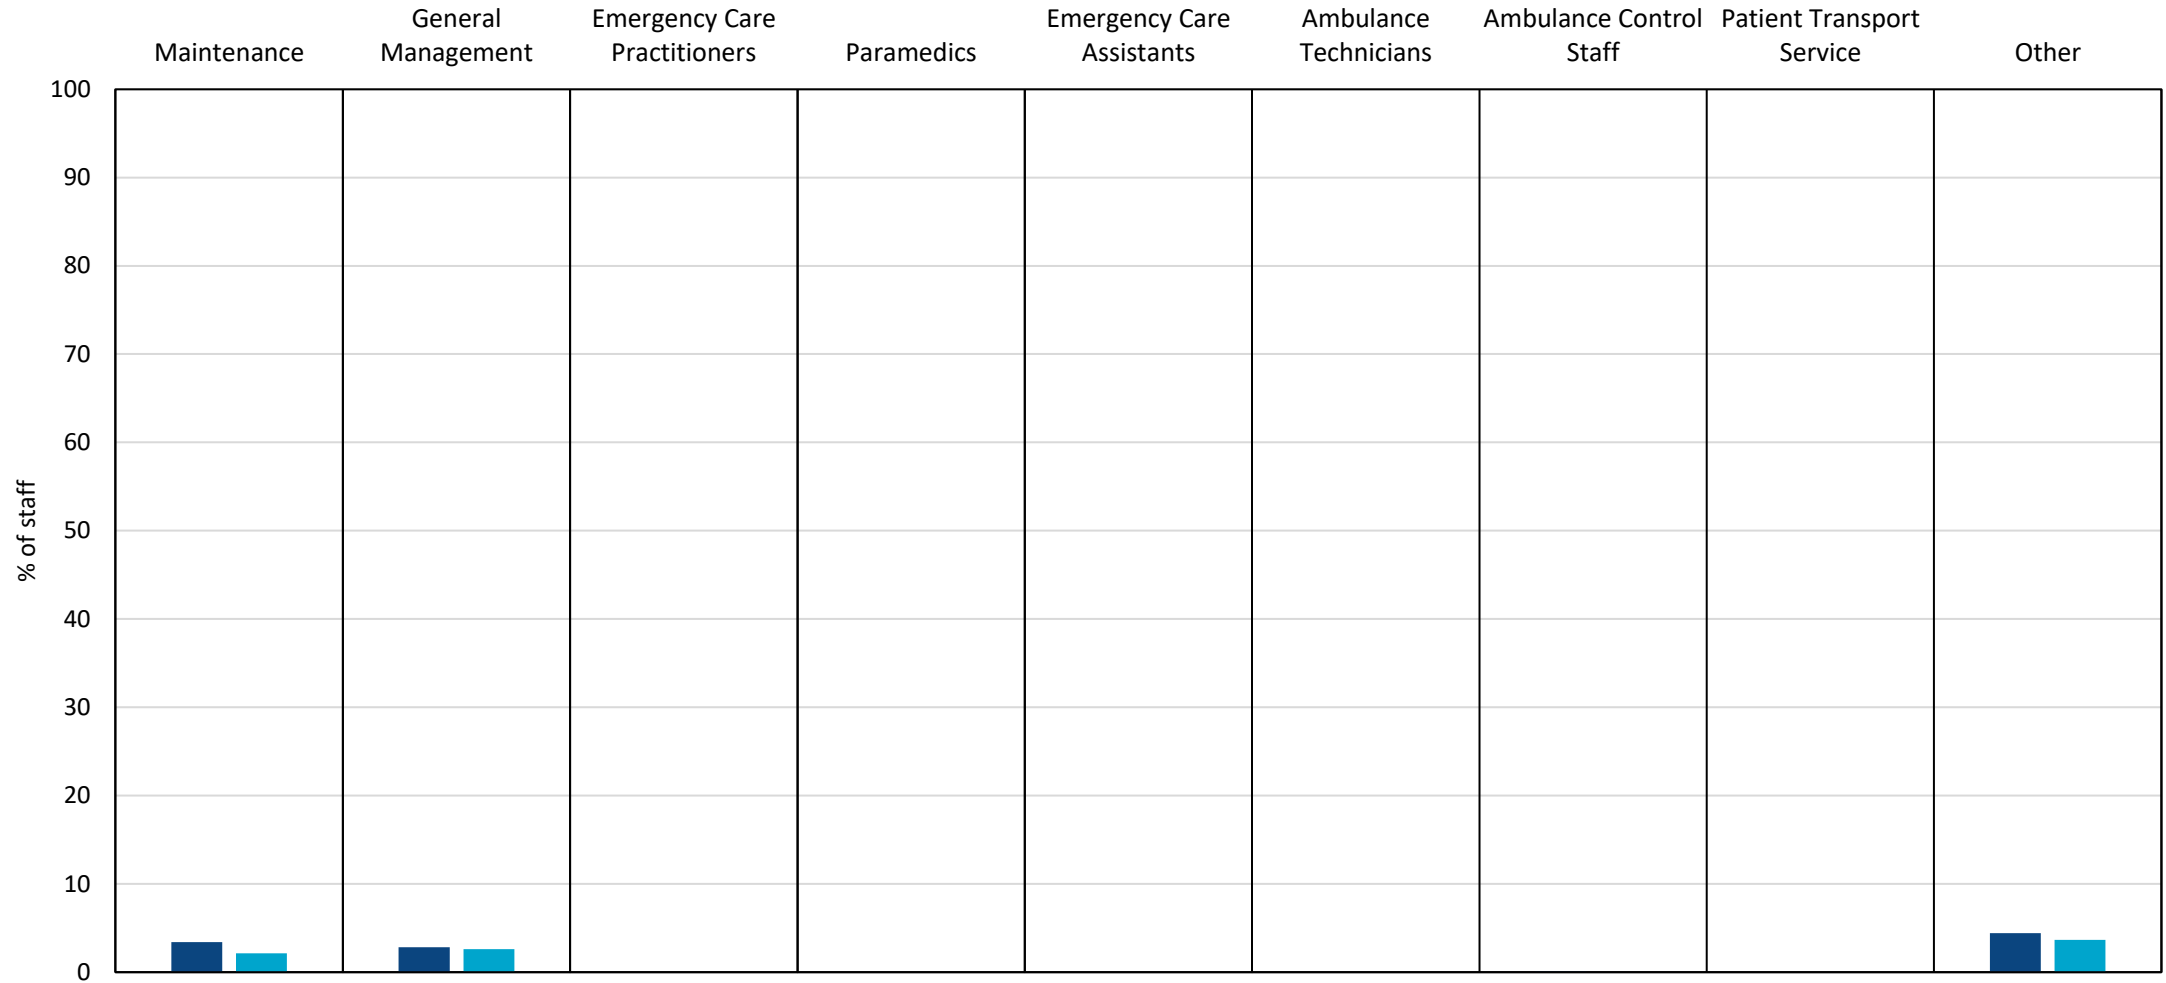 Maintenance
General
Management
Emergency Care
Practitioners
Paramedics
Emergency Care
Assistants
Ambulance
Technicians
Ambulance Control
Staff
Patient Transport
Service
Other
100
90
80
70
60
50
40
30
20
10
0
% of staff